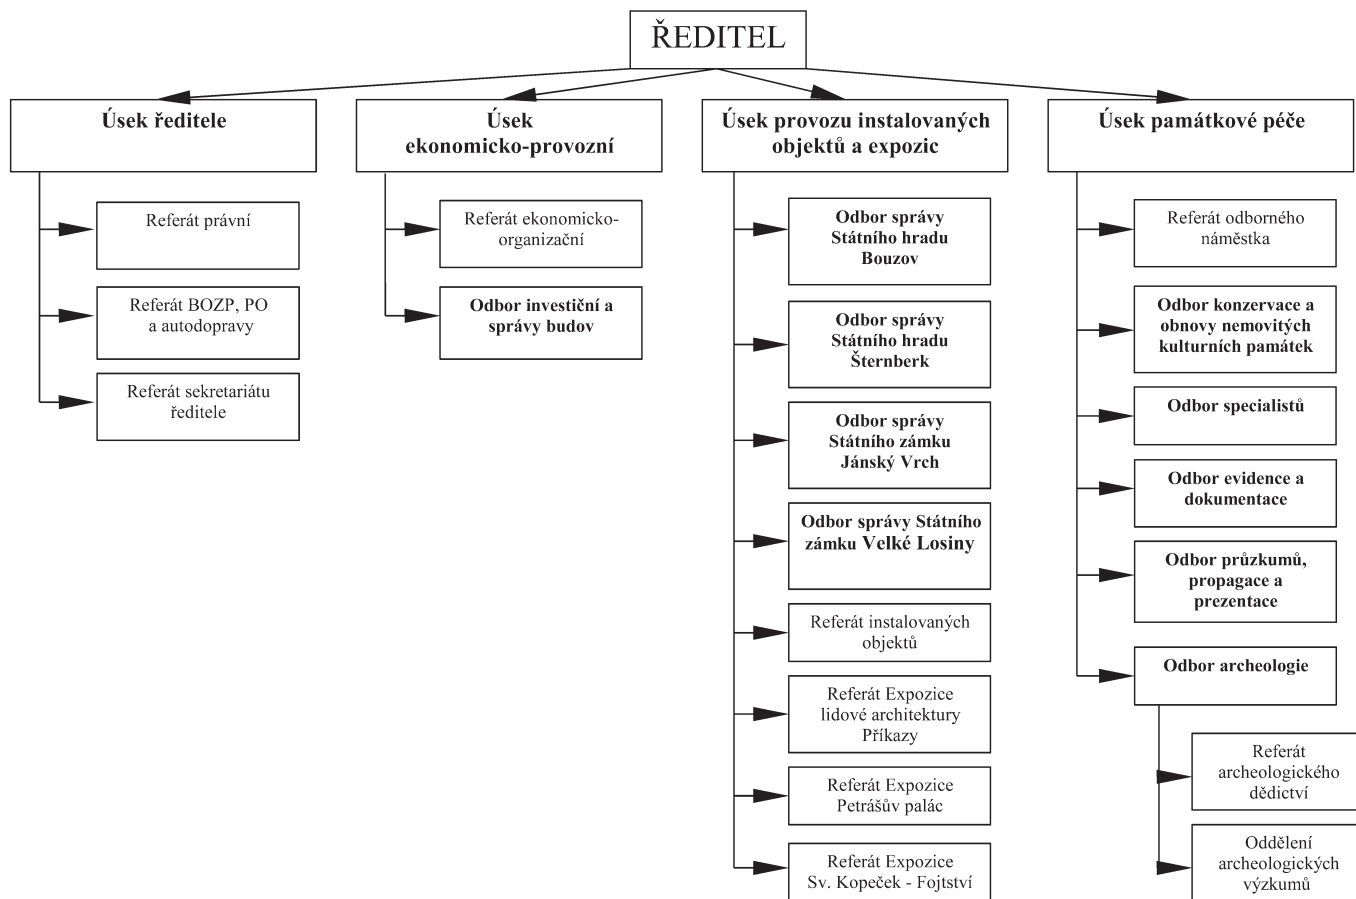 ŘEDITEL
Úsek ředitele
Referát právní
Referát BOZP, PO
a autodopravy
Referát sekretariátu
ředitele
Úsek
ekonomicko-provozní
Referát ekonomicko-
organizační
Odbor investiční a
správy budov
Úsek provozu instalovaných
objektů a expozic
Odbor správy
Státního hradu
Bouzov
Odbor správy
Státního hradu
Šternberk
Odbor správy
Státního zámku
Jánský Vrch
Odbor správy Státního
zámku Velké Losiny
Referát instalovaných
objektů
Referát Expozice
lidové architektury
Příkazy
Referát Expozice
Petrášův palác
Referát Expozice
Sv. Kopeček - Fojtství
Úsek památkové péče
Referát odborného
náměstka
Odbor konzervace a
obnovy nemovitých
kulturních památek
Odbor specialistů
Odbor evidence a
dokumentace
Odbor průzkumů,
propagace a
prezentace
Odbor archeologie
Referát
archeologického
dědictví
Oddělení
archeologických
výzkumů